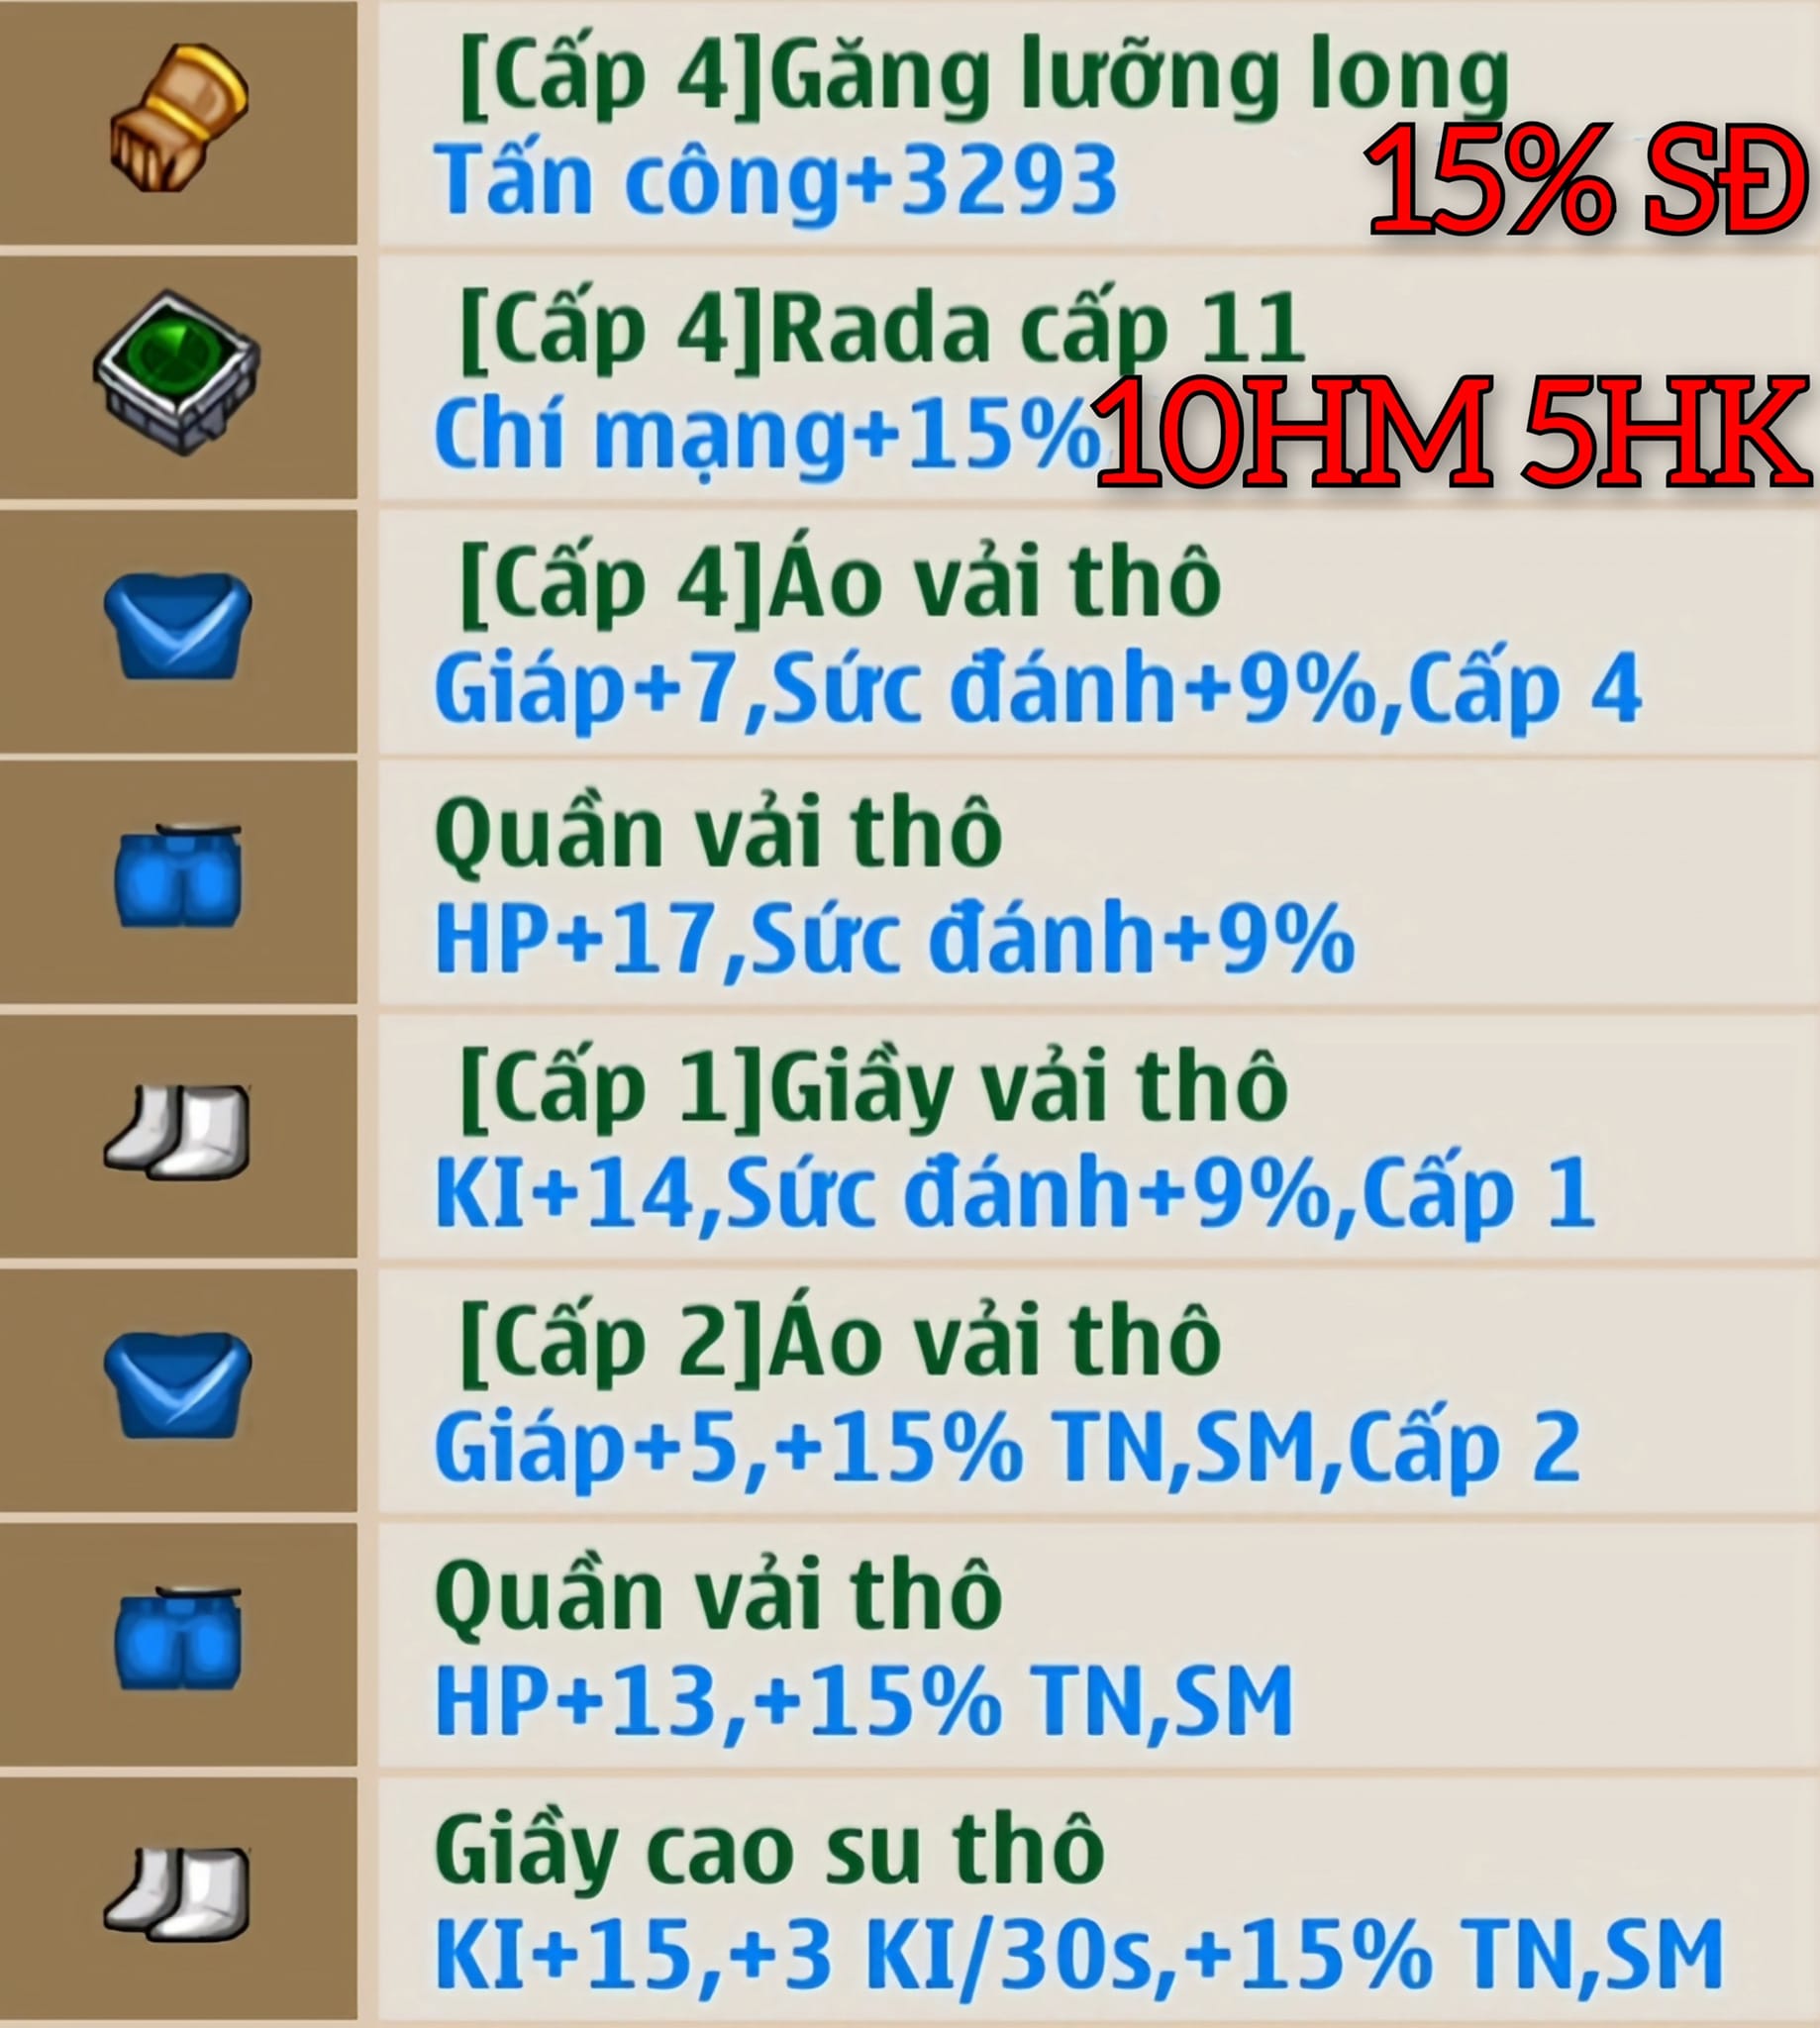 [Cấp 4]Găng lưỡng long
Tấn công+3293
15% SĐ
[Cấp 4]Rada cấp 11
Chí mạng+15%
10HM 5HK
[Cấp 4]Áo vải thô
Giáp+7,Sức đánh+9%,Cấp 4
Quần vải thô
HP+17,Sức đánh+9%
[Cấp 1]Giầy vải thô
KI+14,Sức đánh+9%,Cấp 1
[Cấp 2]Áo vải thô
Giáp+5,+15% TN,SM,Cấp 2
Quần vải thô
HP+13,+15% TN,SM
Giầy cao su thô
KI+15,+3 KI/30s,+15% TN,SM